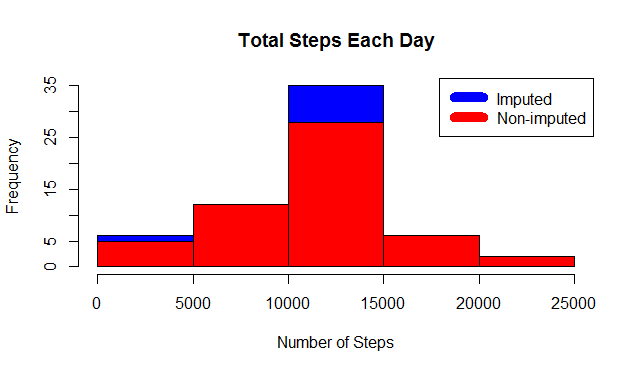 Total Steps Each Day
Imputed
Non-imputed
Frequency
35
25
15
5
0
0 5000 10000 15000 20000 25000
Number of Steps